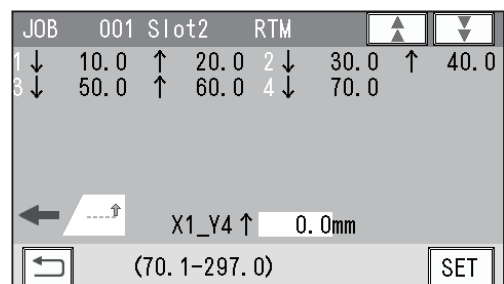 JOB 001 Slot2 RTM
1↓ 10.0 ↑ 20.0 2↓ 30.0 ↑ 40.0
3↓ 50.0 ↑ 60.0 4↓ 70.0
X1_Y4↑ 0.0mm
(70.1-297.0) SET